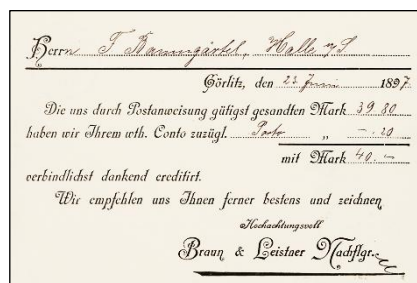 Herrn F. Baumgärtel, Halle a/S
Görlitz, den 23. Juni 1897.
Die uns durch Postanweisung gütigst gesandten Mark 39.80
haben wir Ihrem wth. Conto zuzügl. Porto „ —.20
mit Mark 40.—
verbindlichst dankend creditirt.
Wir empfehlen uns Ihnen ferner bestens und zeichnen
Hochachtungsvoll
Braun & Leistner Nachflgr.